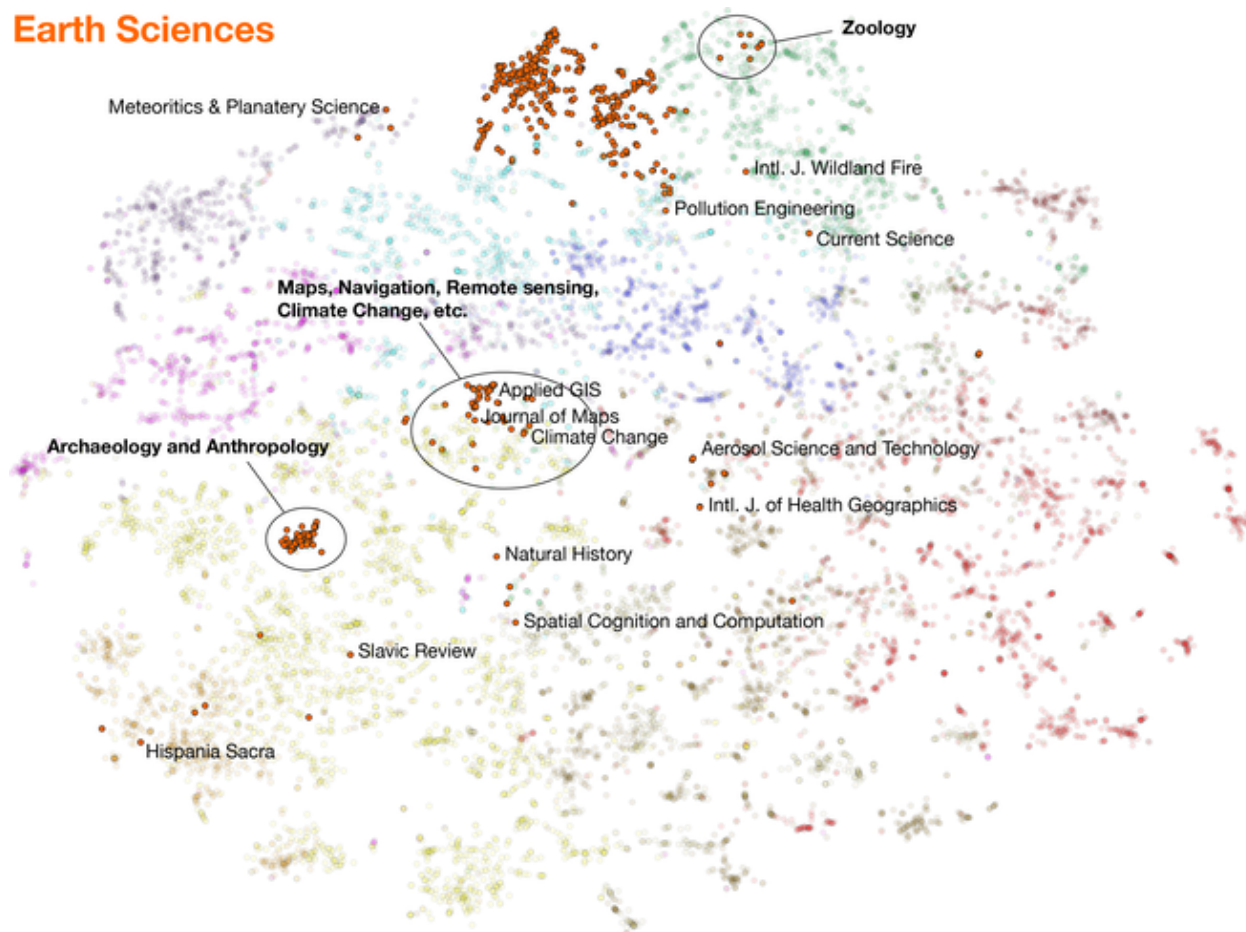 Earth Sciences
Zoology
Meteoritics & Planatery Science
Intl. J. Wildland Fire
Pollution Engineering
Current Science
Maps, Navigation, Remote sensing,
Climate Change, etc.
Applied GIS
Journal of Maps
Climate Change
Archaeology and Anthropology
Aerosol Science and Technology
Intl. J. of Health Geographics
Natural History
Spatial Cognition and Computation
Slavic Review
Hispania Sacra